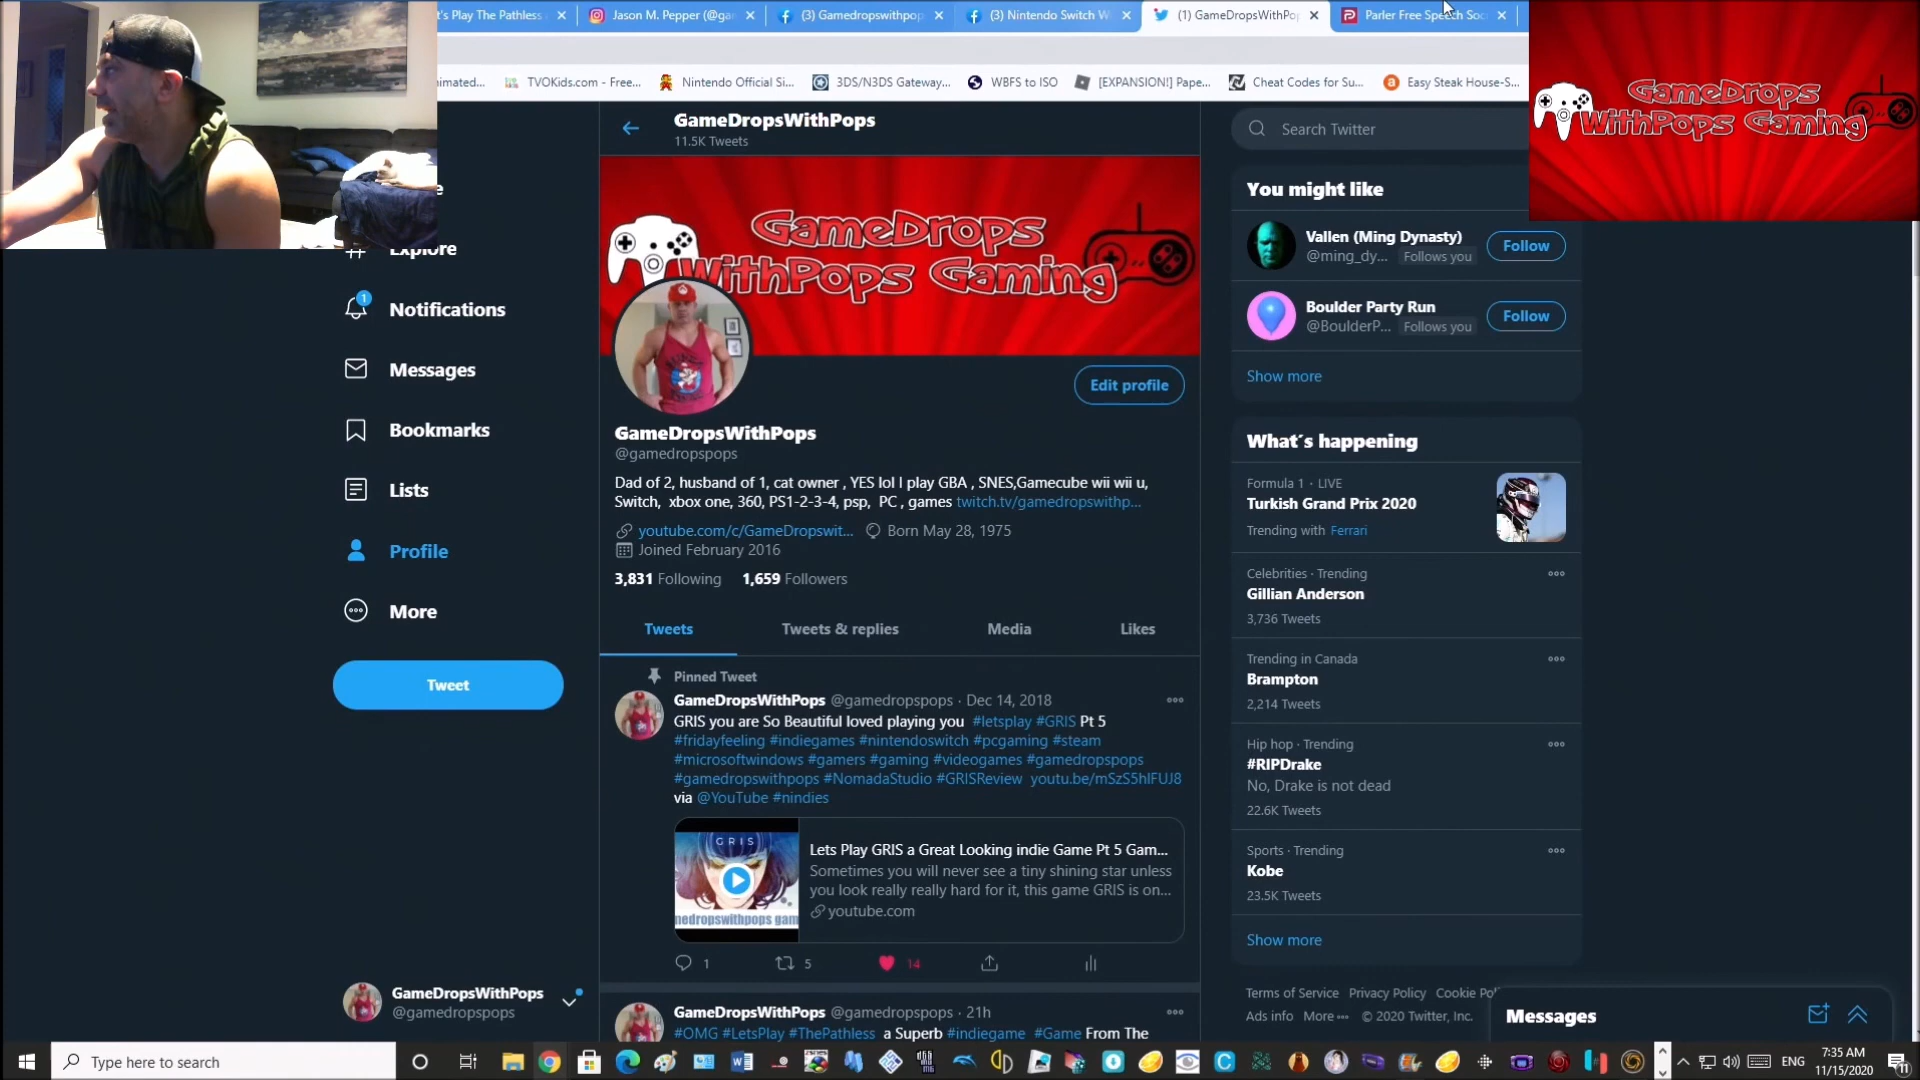 t's Play The Pathless
Jason M. Pepper (@ga
(3) Gamedropswithpop
(3) Nintendo Switch W
(1) GameDropsWithPo
Parler Free Speech Soc
nimated...
TVOKids.com - Free...
Nintendo Official Si...
3DS/N3DS Gateway...
WBFS to ISO
[EXPANSION!] Pape...
Cheat Codes for Su...
Easy Steak House-S...
GameDrops
WithPops Gaming
GameDropsWithPops
11.5K Tweets
Search Twitter
Explore
Notifications
1
Messages
Bookmarks
Lists
Profile
More
Tweet
GameDropsWithPops
@gamedropspops
GameDrops
WithPops Gaming
Edit profile
GameDropsWithPops
@gamedropspops
Dad of 2, husband of 1, cat owner , YES lol I play GBA , SNES,Gamecube wii wii u,
Switch, xbox one, 360, PS1-2-3-4, psp, PC , games twitch.tv/gamedropswithp...
youtube.com/c/GameDropswit... Born May 28, 1975
Joined February 2016
3,831 Following 1,659 Followers
Tweets
Tweets & replies
Media
Likes
Pinned Tweet
GameDropsWithPops @gamedropspops · Dec 14, 2018
GRIS you are So Beautiful loved playing you #letsplay #GRIS Pt 5
#fridayfeeling #indiegames #nintendoswitch #pcgaming #steam
#microsoftwindows #gamers #gaming #videogames #gamedropspops
#gamedropswithpops #NomadaStudio #GRISReview youtu.be/mSzS5hIFUJ8
via @YouTube #nindies
GRIS
nedropswithpops gam
Lets Play GRIS a Great Looking indie Game Pt 5 Gam...
Sometimes you will never see a tiny shining star unless
you look really really hard for it, this game GRIS is on...
youtube.com
1
5
14
GameDropsWithPops @gamedropspops · 21h
#OMG #LetsPlay #ThePathless a Superb #indiegame #Game From The
You might like
Vallen (Ming Dynasty)
@ming_dy... Follows you
Follow
Boulder Party Run
@BoulderP... Follows you
Follow
Show more
What's happening
Formula 1 · LIVE
Turkish Grand Prix 2020
Trending with Ferrari
Celebrities · Trending
Gillian Anderson
3,736 Tweets
Trending in Canada
Brampton
2,214 Tweets
Hip hop · Trending
#RIPDrake
No, Drake is not dead
22.6K Tweets
Sports · Trending
Kobe
23.5K Tweets
Show more
Terms of Service Privacy Policy Cookie Pol
Ads info More © 2020 Twitter, Inc.
Messages
Type here to search
ENG
7:35 AM
11/15/2020
11